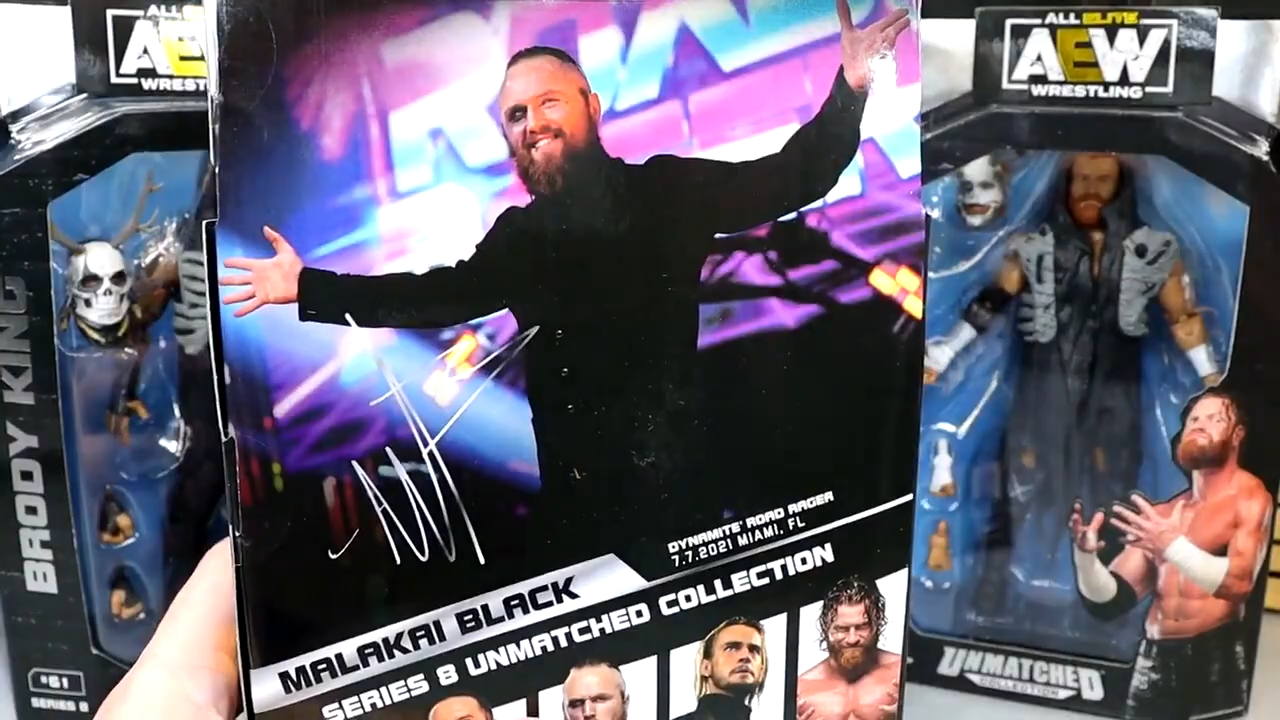 ALL ELITE
AEW
WREST
BRODY KING
#61
SERIES 8
DYNAMITE ROAD RAGER
7.7.2021 MIAMI, FL
MALAKAI BLACK
SERIES 8 UNMATCHED COLLECTION
ALL ELITE
AEW
WRESTLING
UNMATCHED
COLLECTION